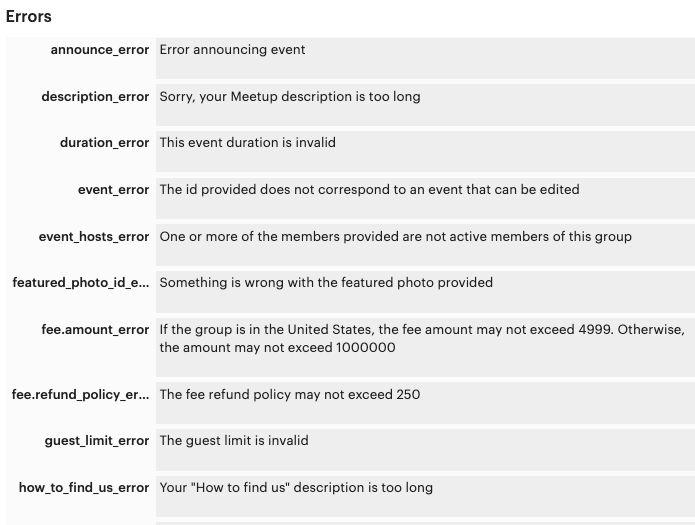 Errors
announce_error Error announcing event
description_error Sorry, your Meetup description is too long
duration_error This event duration is invalid
event_error The id provided does not correspond to an event that can be edited
event_hosts_error One or more of the members provided are not active members of this group
featured_photo_id_e... Something is wrong with the featured photo provided
fee.amount_error If the group is in the United States, the fee amount may not exceed 4999. Otherwise,
the amount may not exceed 1000000
fee.refund_policy_er... The fee refund policy may not exceed 250
guest_limit_error The guest limit is invalid
how_to_find_us_error Your "How to find us" description is too long